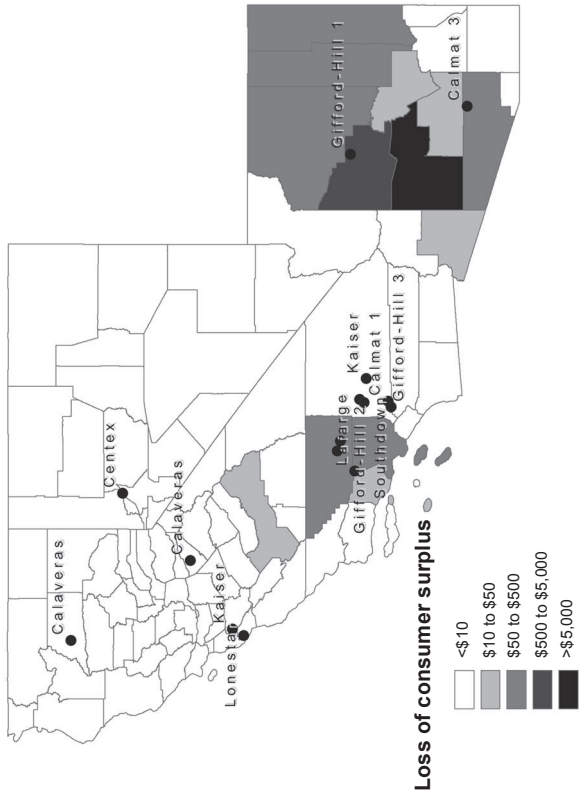 Calaveras
Centex
Calaveras
Kaiser
Lonestar
Gifford-Hill 1
Calmat 3
Kaiser
Calmat 1
Gifford-Hill 3
Lafarge
Gifford-Hill 2
Southdown
Loss of consumer surplus
<$10
$10 to $50
$50 to $500
$500 to $5,000
>$5,000